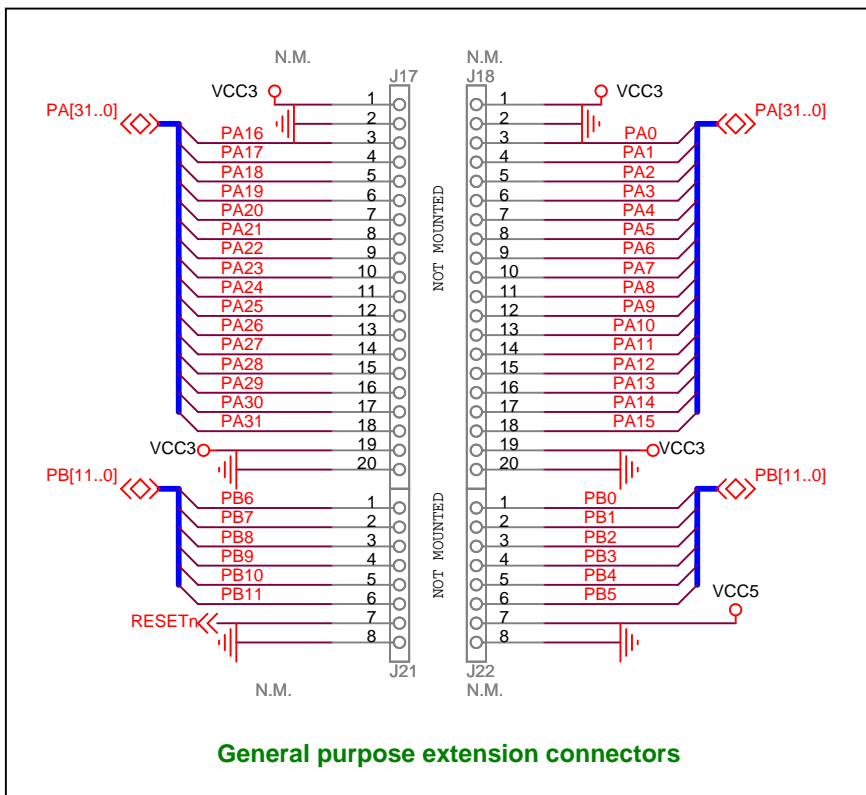 N.M. N.M.
J17 J18
VCC3 1 1 VCC3
PA[31..0] 2 2 PA[31..0]
PA16 3 3 PA0
PA17 4 4 PA1
PA18 5 5 PA2
PA19 6 6 PA3
PA20 7 7 PA4
PA21 8 8 PA5
PA22 9 9 PA6
PA23 10 10 PA7
PA24 11 11 PA8
PA25 12 12 PA9
PA26 13 13 PA10
PA27 14 14 PA11
PA28 15 15 PA12
PA29 16 16 PA13
PA30 17 17 PA14
PA31 18 18 PA15
NOT MOUNTED
VCC3 19 19 VCC3
PB[11..0] 20 20 PB[11..0]
PB6 1 1 PB0
PB7 2 2 PB1
PB8 3 3 PB2
PB9 4 4 PB3
PB10 5 5 PB4
PB11 6 6 PB5
NOT MOUNTED
RESETn 7 7 VCC5
8 8
J21 J22
N.M. N.M.
General purpose extension connectors